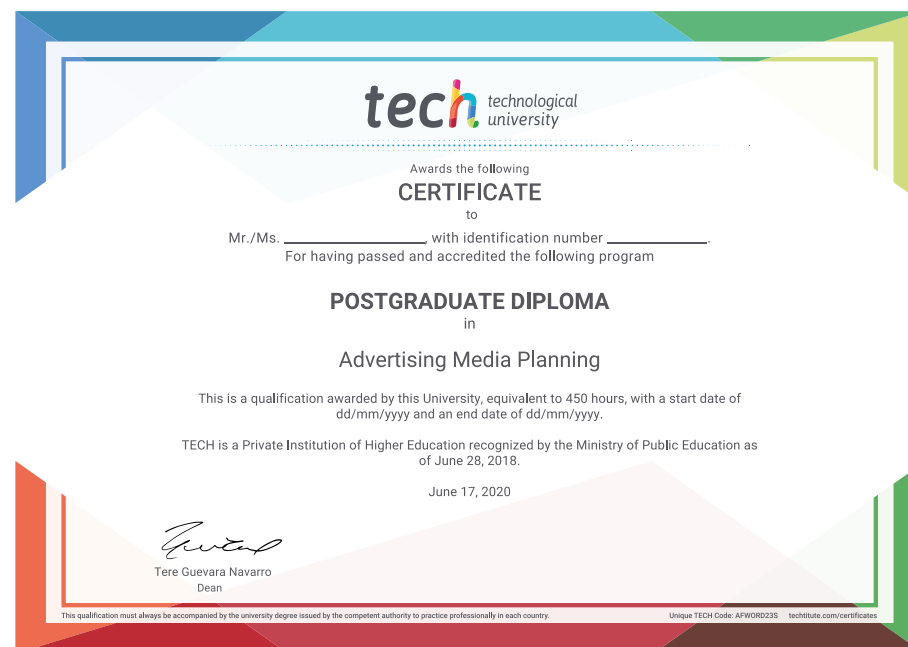 tech technological
university
Awards the following
CERTIFICATE
to
Mr./Ms. ____________________, with identification number ______________.
For having passed and accredited the following program
POSTGRADUATE DIPLOMA
in
Advertising Media Planning
This is a qualification awarded by this University, equivalent to 450 hours, with a start date of
dd/mm/yyyy and an end date of dd/mm/yyyy.
TECH is a Private Institution of Higher Education recognized by the Ministry of Public Education as
of June 28, 2018.
June 17, 2020
Tere Guevara Navarro
Dean
This qualification must always be accompanied by the university degree issued by the competent authority to practice professionally in each country. Unique TECH Code: AFWORD23S techtitute.com/certificates